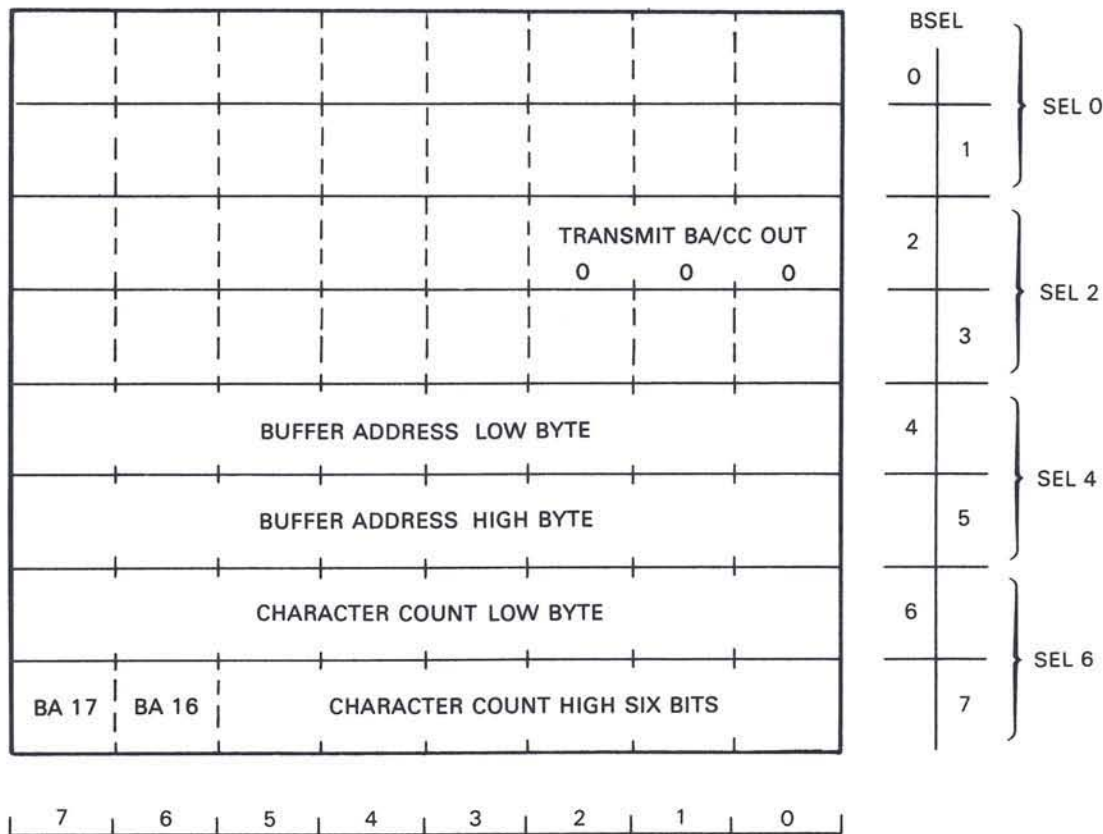 BSEL
0
SEL 0
1
TRANSMIT BA/CC OUT
0 0 0
2
SEL 2
3
BUFFER ADDRESS LOW BYTE
4
SEL 4
BUFFER ADDRESS HIGH BYTE
5
CHARACTER COUNT LOW BYTE
6
SEL 6
BA 17 BA 16 CHARACTER COUNT HIGH SIX BITS
7
7 6 5 4 3 2 1 0